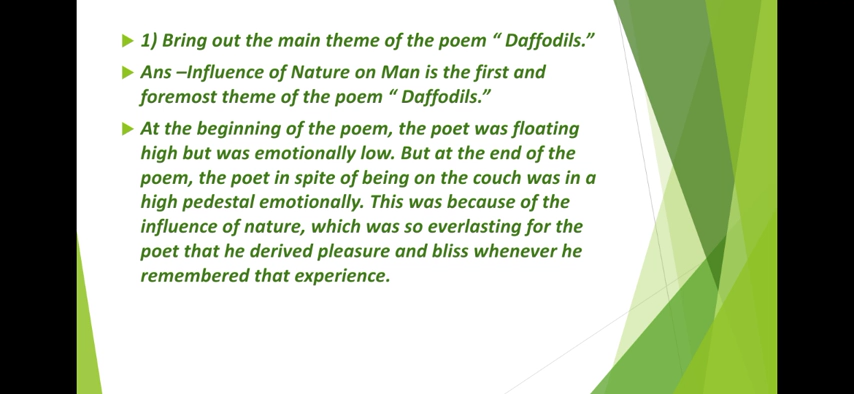 1) Bring out the main theme of the poem “ Daffodils.”
Ans –Influence of Nature on Man is the first and
foremost theme of the poem “ Daffodils.”
At the beginning of the poem, the poet was floating
high but was emotionally low. But at the end of the
poem, the poet in spite of being on the couch was in a
high pedestal emotionally. This was because of the
influence of nature, which was so everlasting for the
poet that he derived pleasure and bliss whenever he
remembered that experience.